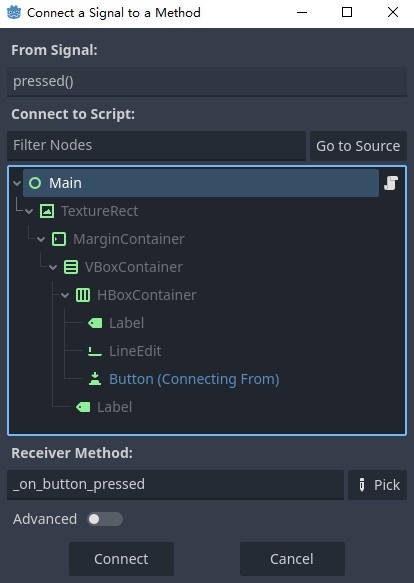 Connect a Signal to a Method
From Signal:
pressed()
Connect to Script:
Filter Nodes Go to Source
Main
TextureRect
MarginContainer
VBoxContainer
HBoxContainer
Label
LineEdit
Button (Connecting From)
Label
Receiver Method:
_on_button_pressed Pick
Advanced
Connect Cancel